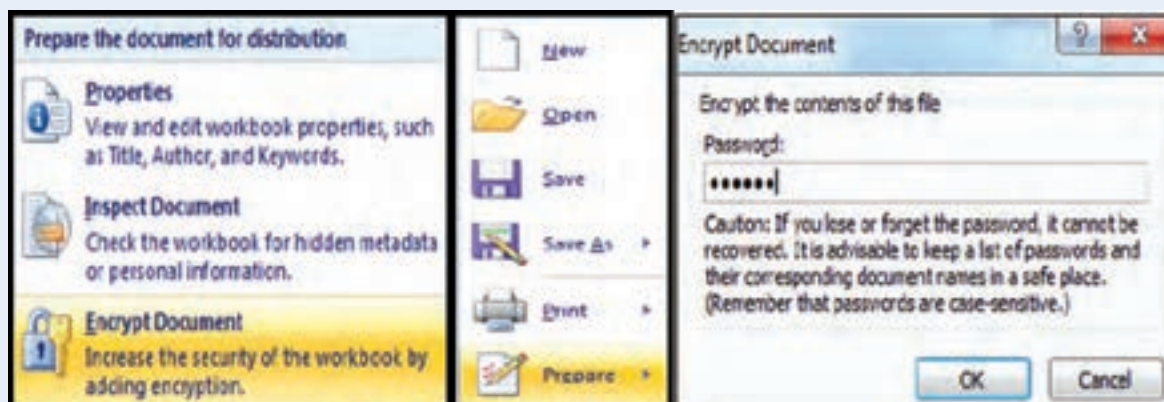 Prepare the document for distribution
Properties
View and edit workbook properties, such
as Title, Author, and Keywords.
Inspect Document
Check the workbook for hidden metadata
or personal information.
Encrypt Document
Increase the security of the workbook by
adding encryption.
New
Open
Save
Save As
Print
Prepare
Encrypt Document
Encrypt the contents of this file
Password:
Caution: If you lose or forget the password, it cannot be
recovered. It is advisable to keep a list of passwords and
their corresponding document names in a safe place.
(Remember that passwords are case-sensitive.)
OK
Cancel